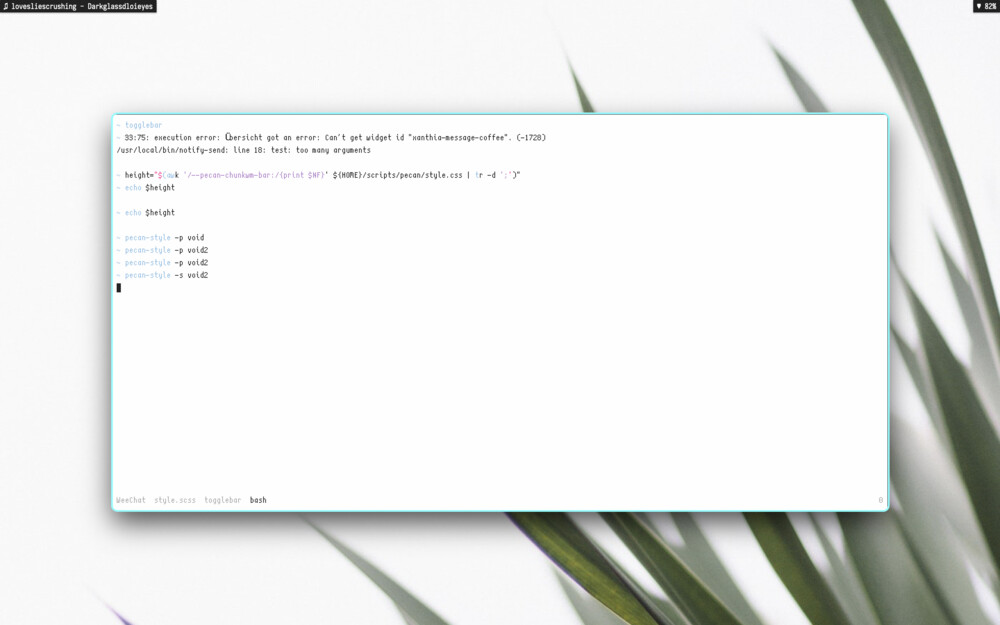 ♫ lovesliescrushing - Darkglassdloieyes
♥ 82%
~ togglebar
~ 33:75: execution error: Übersicht got an error: Can't get widget id "xanthia-message-coffee". (-1728)
/usr/local/bin/notify-send: line 18: test: too many arguments
~ height="$(awk '/--pecan-chunkwm-bar:/{print $NF}' ${HOME}/scripts/pecan/style.css | tr -d ';')"
~ echo $height
~ echo $height
~ pecan-style -p void
~ pecan-style -p void2
~ pecan-style -p void2
~ pecan-style -s void2
WeeChat style.scss togglebar bash 0